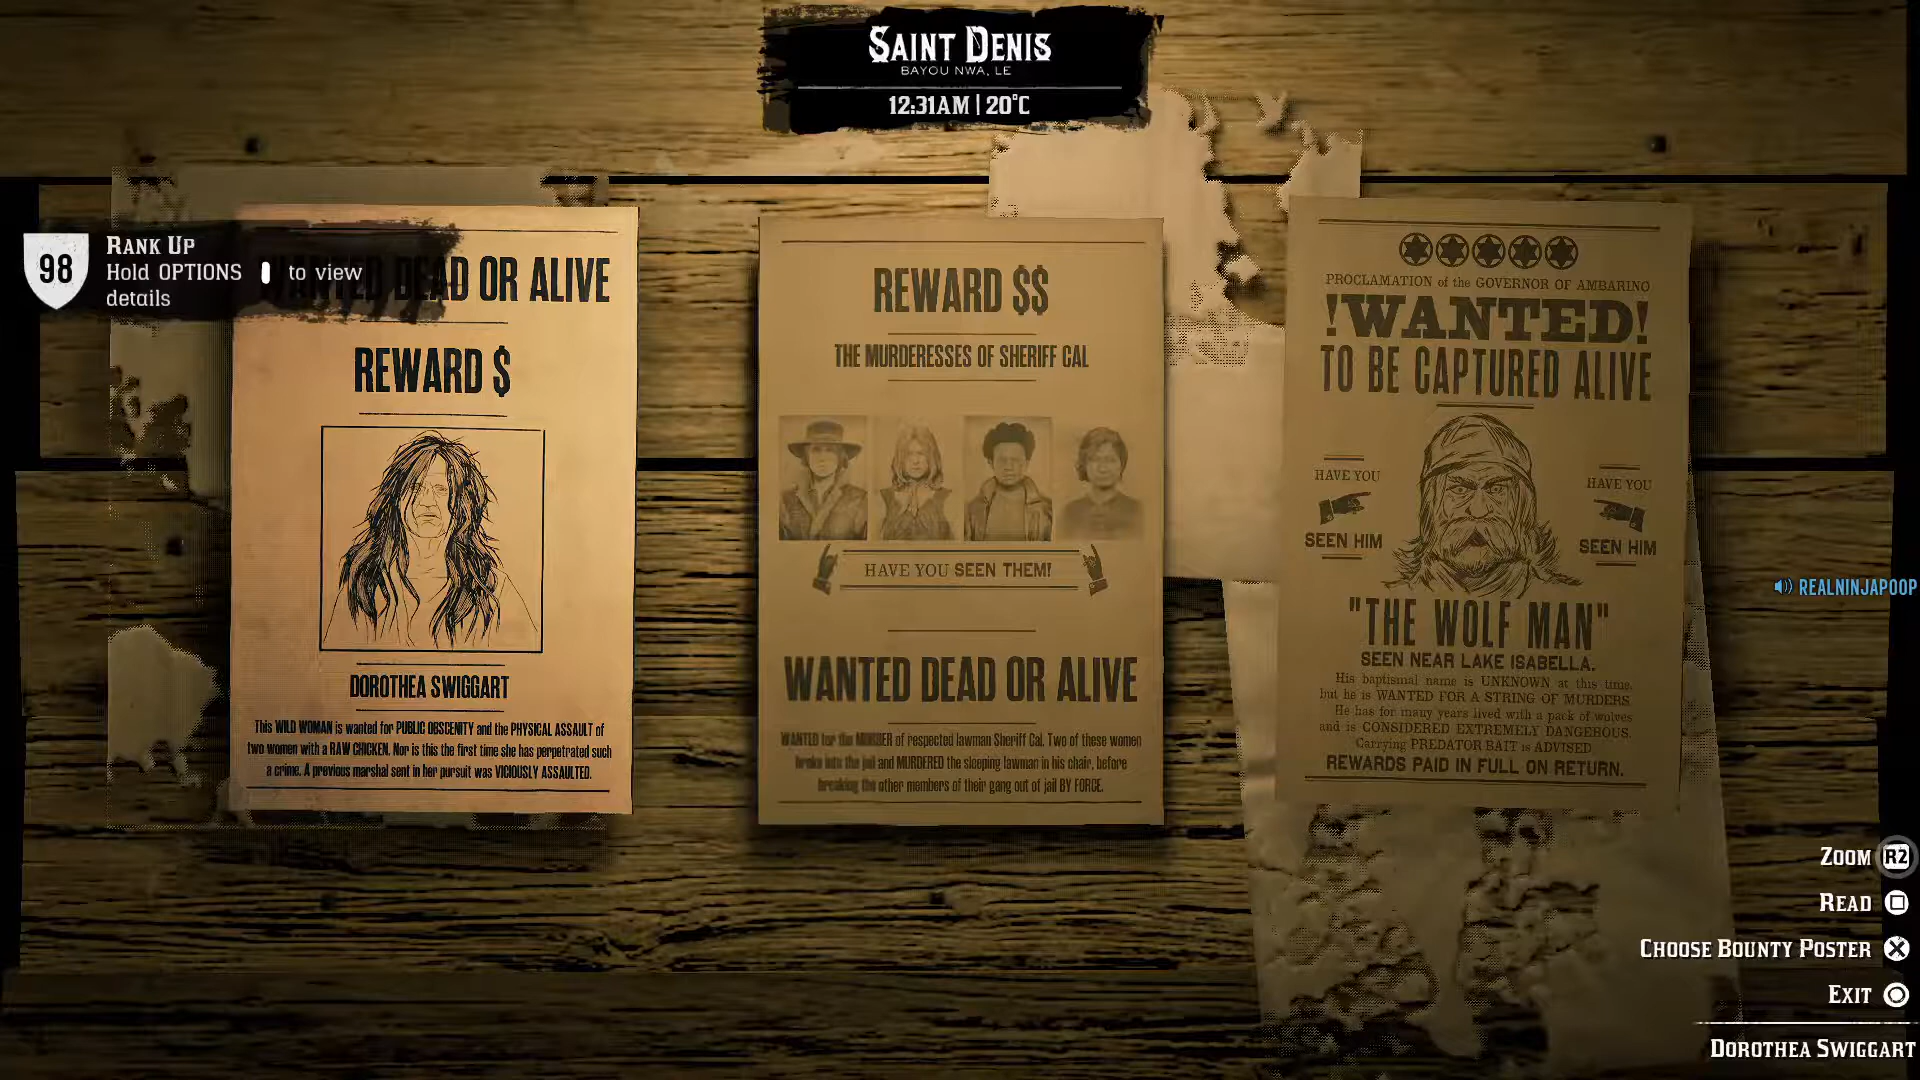 SAINT DENIS
BAYOU NWA, LE
12:31AM | 20°C
98
RANK UP
Hold OPTIONS to view
details
WANTED DEAD OR ALIVE
REWARD $
DOROTHEA SWIGGART
This WILD WOMAN is wanted for PUBLIC OBSCENITY and the PHYSICAL ASSAULT of
two women with a RAW CHICKEN. Nor is this the first time she has perpetrated such
a crime. A previous marshal sent in her pursuit was VICIOUSLY ASSAULTED.
REWARD $$
THE MURDERESSES OF SHERIFF CAL
HAVE YOU SEEN THEM!
WANTED DEAD OR ALIVE
WANTED for the MURDER of respected lawman Sheriff Cal. Two of these women
broke into the jail and MURDERED the sleeping lawman in his chair, before
breaking the other members of their gang out of jail BY FORCE.
PROCLAMATION of the GOVERNOR OF AMBARINO
!WANTED!
TO BE CAPTURED ALIVE
HAVE YOU
SEEN HIM
HAVE YOU
SEEN HIM
"THE WOLF MAN"
SEEN NEAR LAKE ISABELLA.
His baptismal name is UNKNOWN at this time,
but he is WANTED FOR A STRING OF MURDERS.
He has for many years lived with a pack of wolves
and is CONSIDERED EXTREMELY DANGEROUS.
Carrying PREDATOR BAIT is ADVISED
REWARDS PAID IN FULL ON RETURN.
REALNINJAPOOP
ZOOM R2
READ
CHOOSE BOUNTY POSTER
EXIT
DOROTHEA SWIGGART